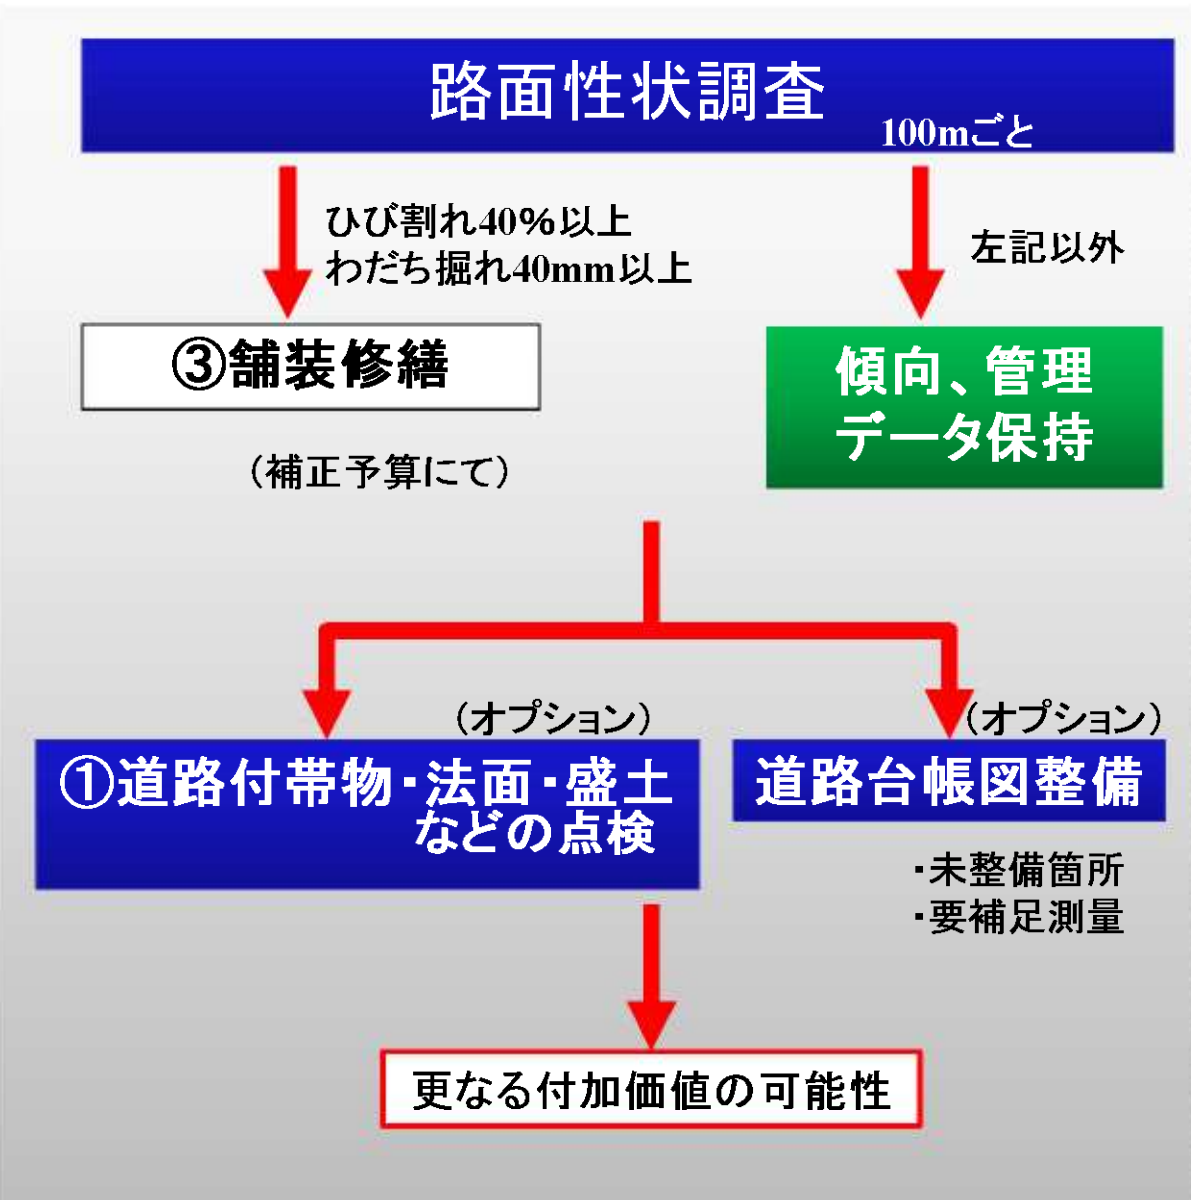 路面性状調査
100mごと
ひび割れ40%以上
わだち掘れ40mm以上
左記以外
③舗装修繕
傾向、管理
データ保持
（補正予算にて）
（オプション）
（オプション）
①道路付帯物・法面・盛土
などの点検
道路台帳図整備
・未整備箇所
・要補足測量
更なる付加価値の可能性